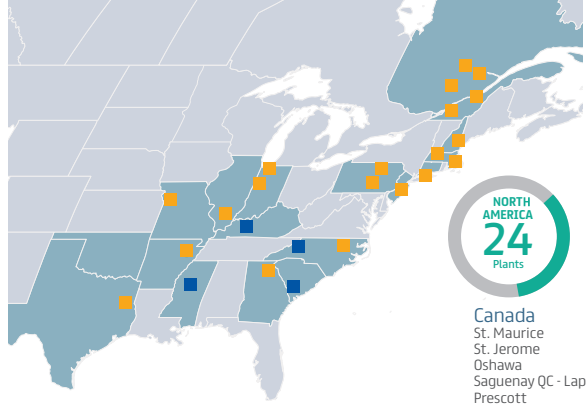 NORTH
AMERICA
24
Plants
Canada
St. Maurice
St. Jerome
Oshawa
Saguenay QC - Lap
Prescott